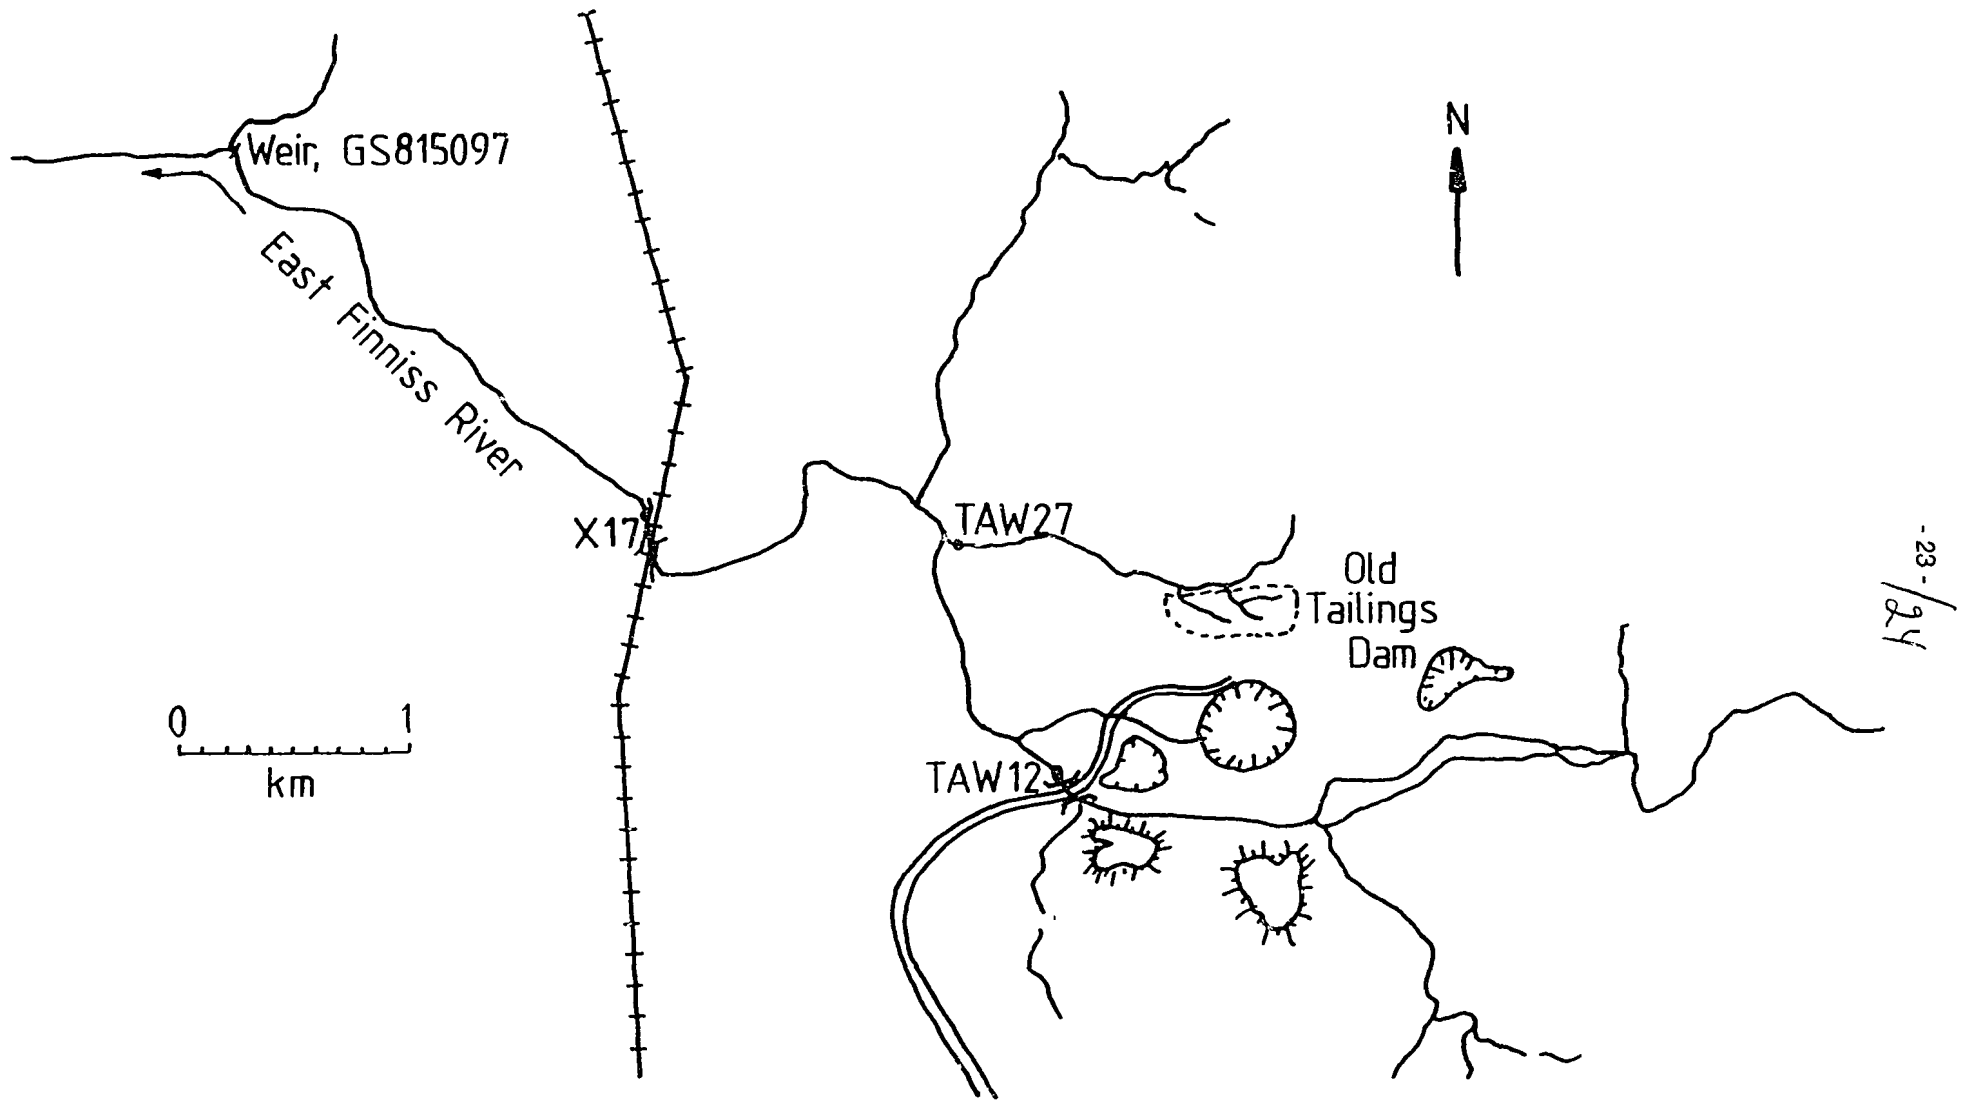 N
Weir, GS815097
East Finniss River
X17
TAW27
Old
Tailings
Dam
TAW12
0 1
km
-23-/24